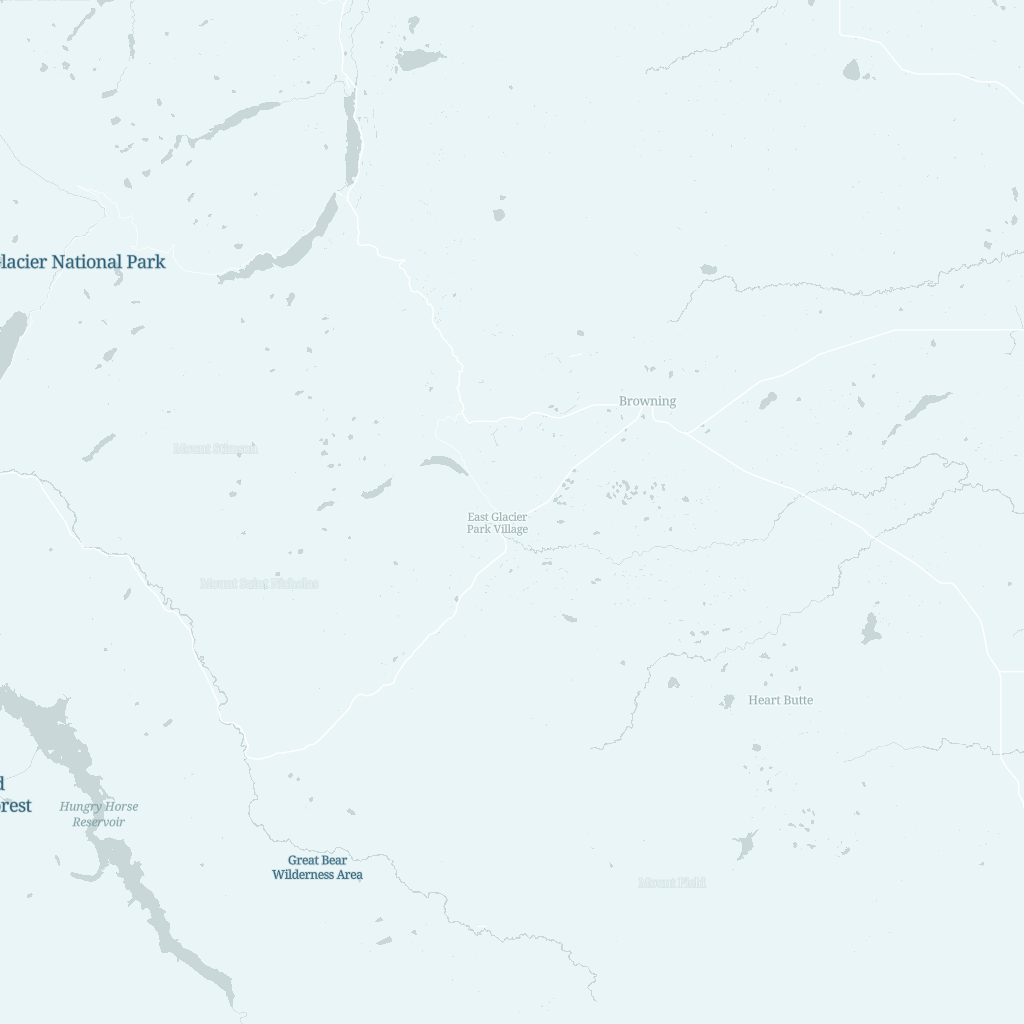 lacier National Park
Browning
Mount Stimson
East Glacier
Park Village
Mount Saint Nicholas
Heart Butte
d
orest
Hungry Horse
Reservoir
Great Bear
Wilderness Area
Mount Field